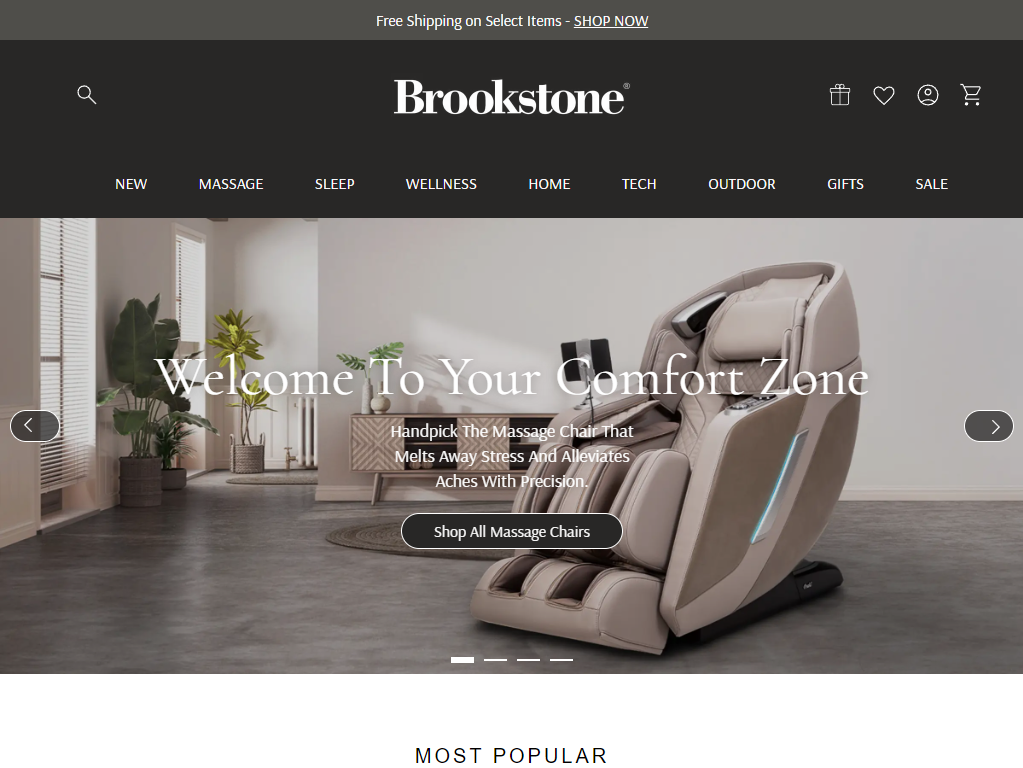 Free Shipping on Select Items - SHOP NOW
Brookstone®
NEW MASSAGE SLEEP WELLNESS HOME TECH OUTDOOR GIFTS SALE
Welcome To Your Comfort Zone
Handpick The Massage Chair That
Melts Away Stress And Alleviates
Aches With Precision.
Shop All Massage Chairs
MOST POPULAR